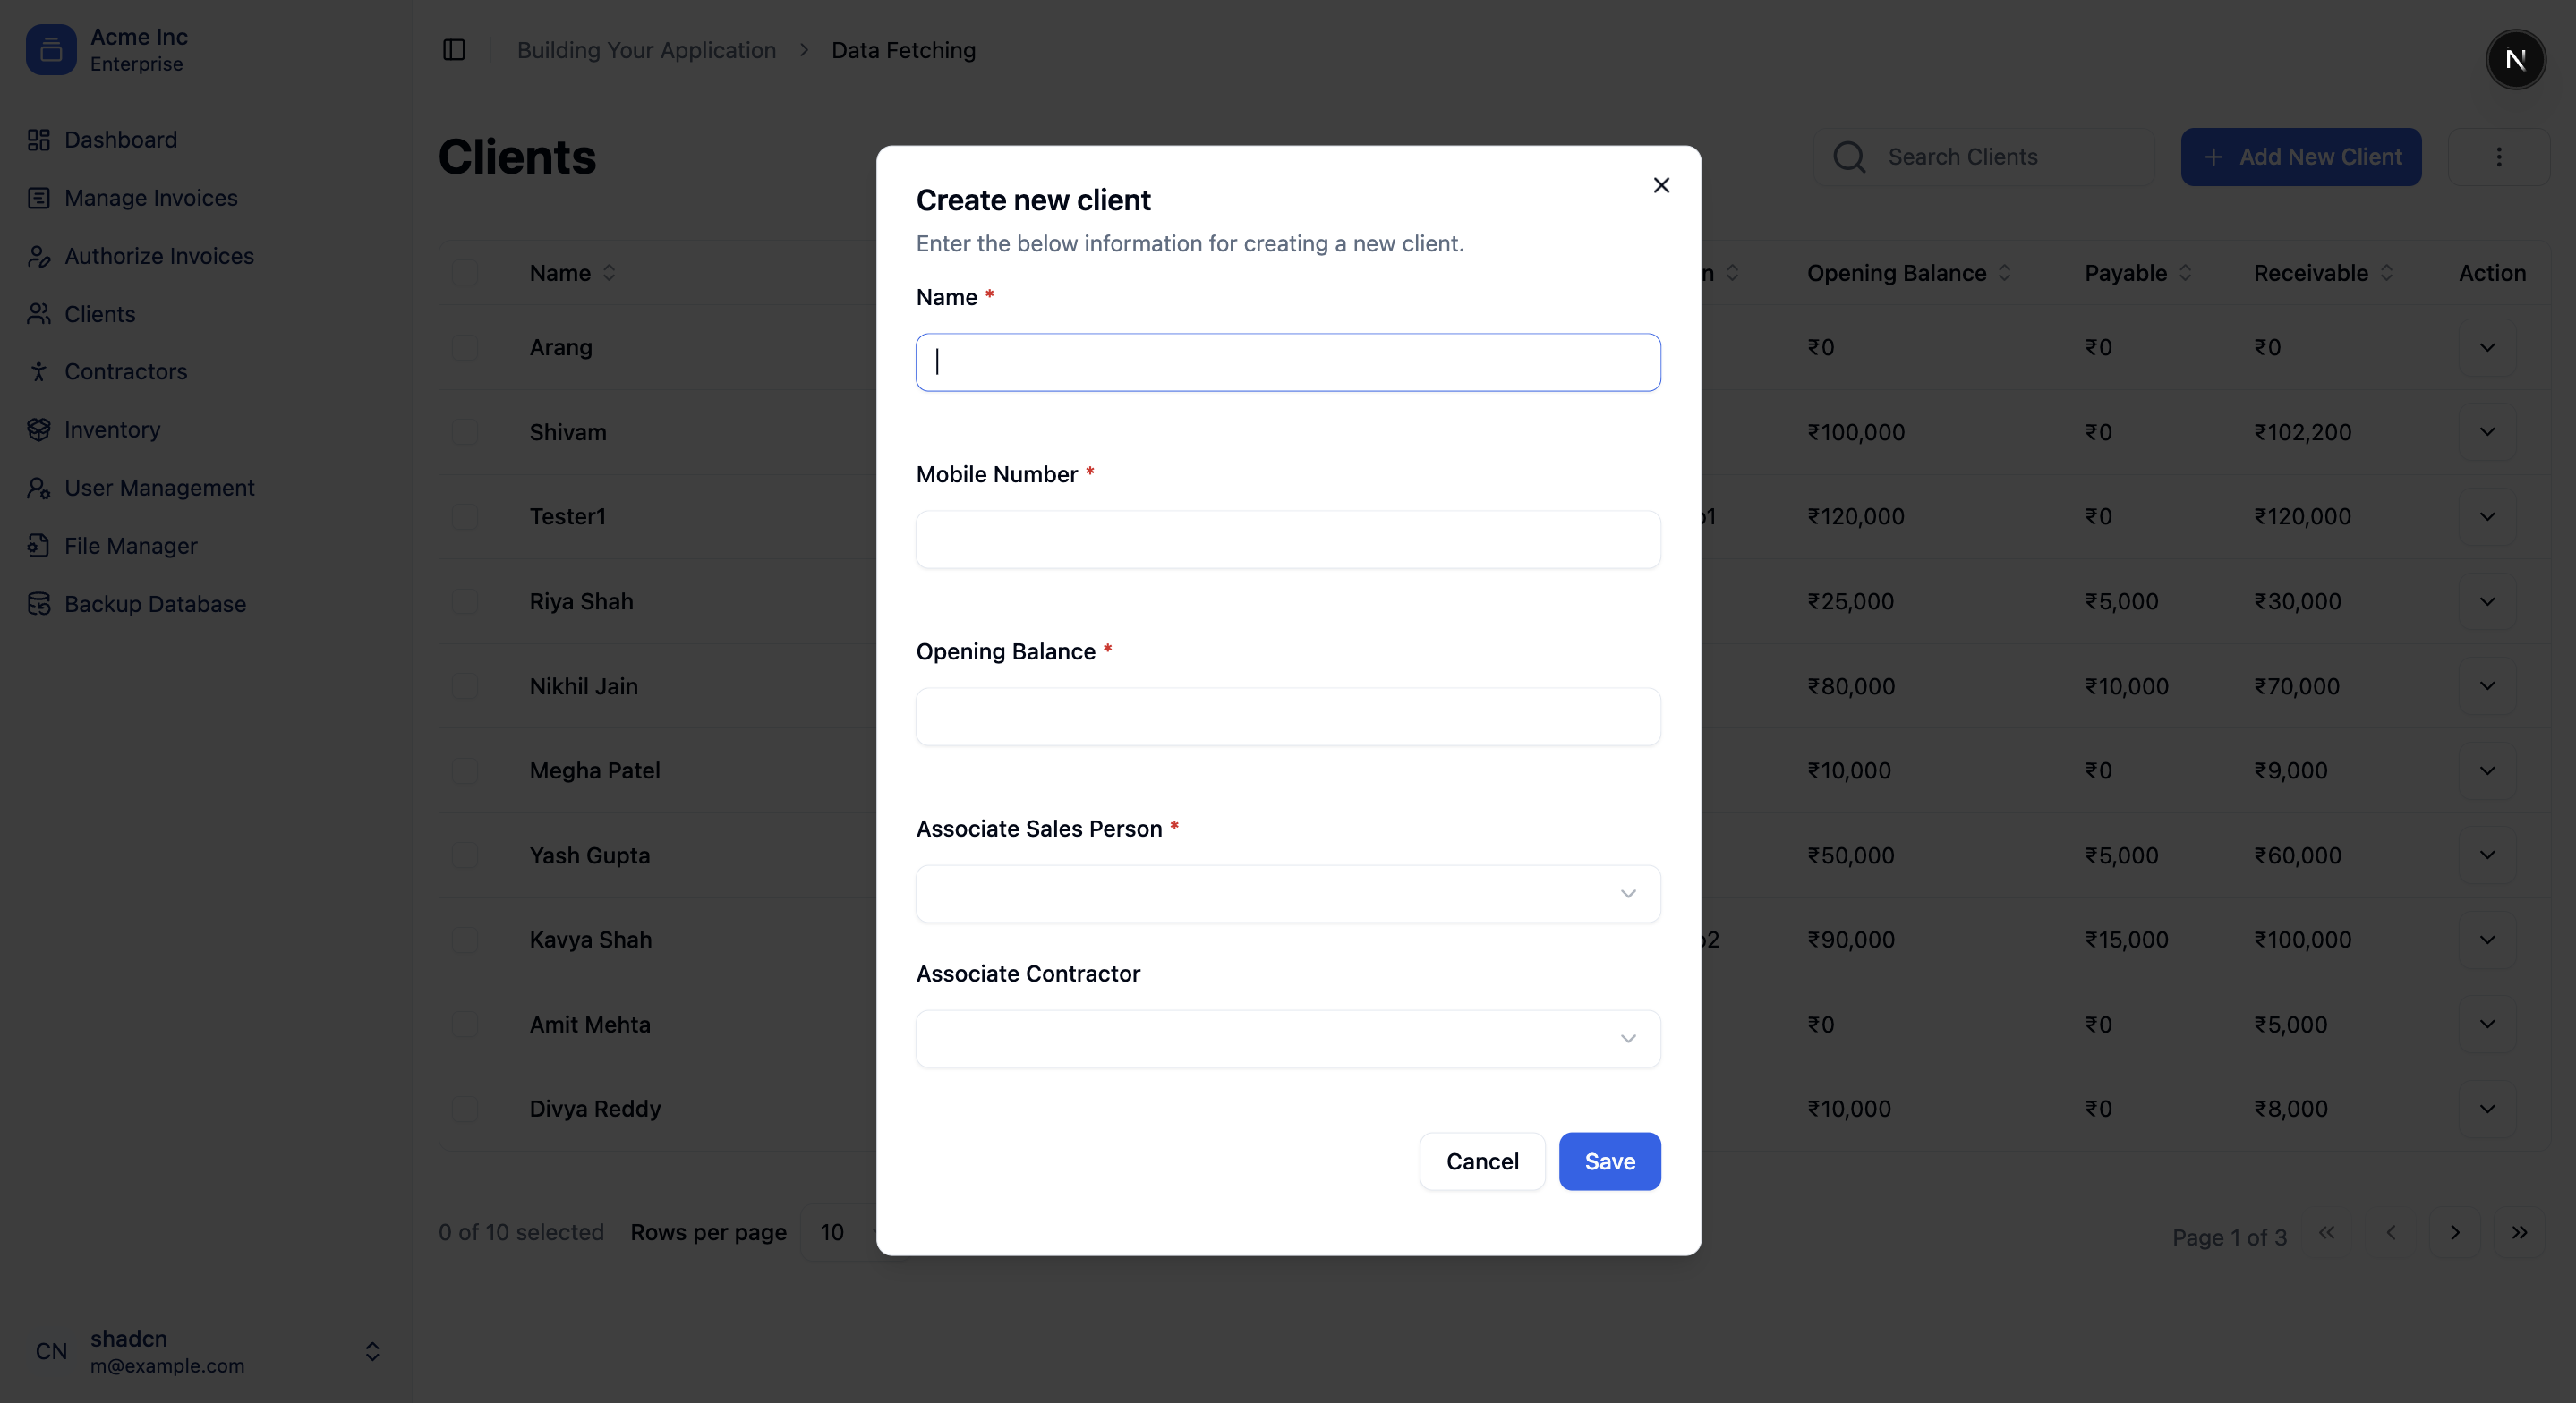 Acme Inc
Enterprise
Dashboard
Manage Invoices
Authorize Invoices
Clients
Contractors
Inventory
User Management
File Manager
Backup Database
CN
shadcn
m@example.com
Building Your Application > Data Fetching
N
Clients
Search Clients
+ Add New Client
Name Opening Balance Payable Receivable Action
Arang ₹0 ₹0 ₹0
Shivam ₹100,000 ₹0 ₹102,200
Tester1 ₹120,000 ₹0 ₹120,000
Riya Shah ₹25,000 ₹5,000 ₹30,000
Nikhil Jain ₹80,000 ₹10,000 ₹70,000
Megha Patel ₹10,000 ₹0 ₹9,000
Yash Gupta ₹50,000 ₹5,000 ₹60,000
Kavya Shah ₹90,000 ₹15,000 ₹100,000
Amit Mehta ₹0 ₹0 ₹5,000
Divya Reddy ₹10,000 ₹0 ₹8,000
0 of 10 selected Rows per page 10
Page 1 of 3
Create new client
Enter the below information for creating a new client.
Name *
Mobile Number *
Opening Balance *
Associate Sales Person *
Associate Contractor
Cancel Save